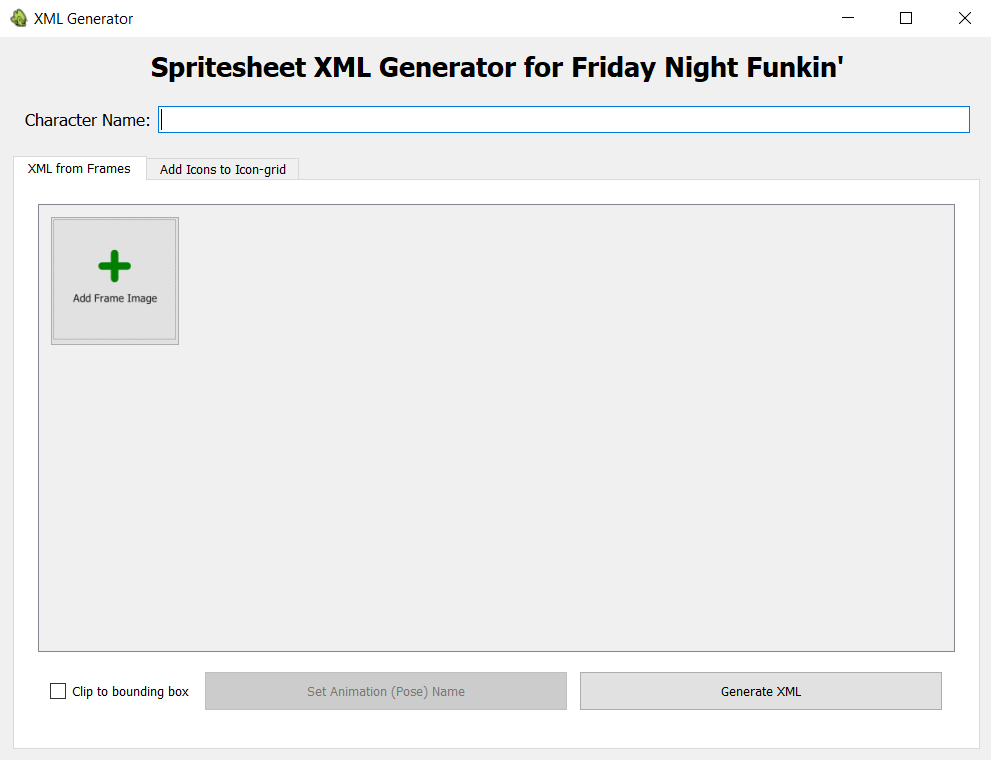 XML Generator
Spritesheet XML Generator for Friday Night Funkin'
Character Name:
XML from Frames
Add Icons to Icon-grid
Add Frame Image
Clip to bounding box
Set Animation (Pose) Name
Generate XML